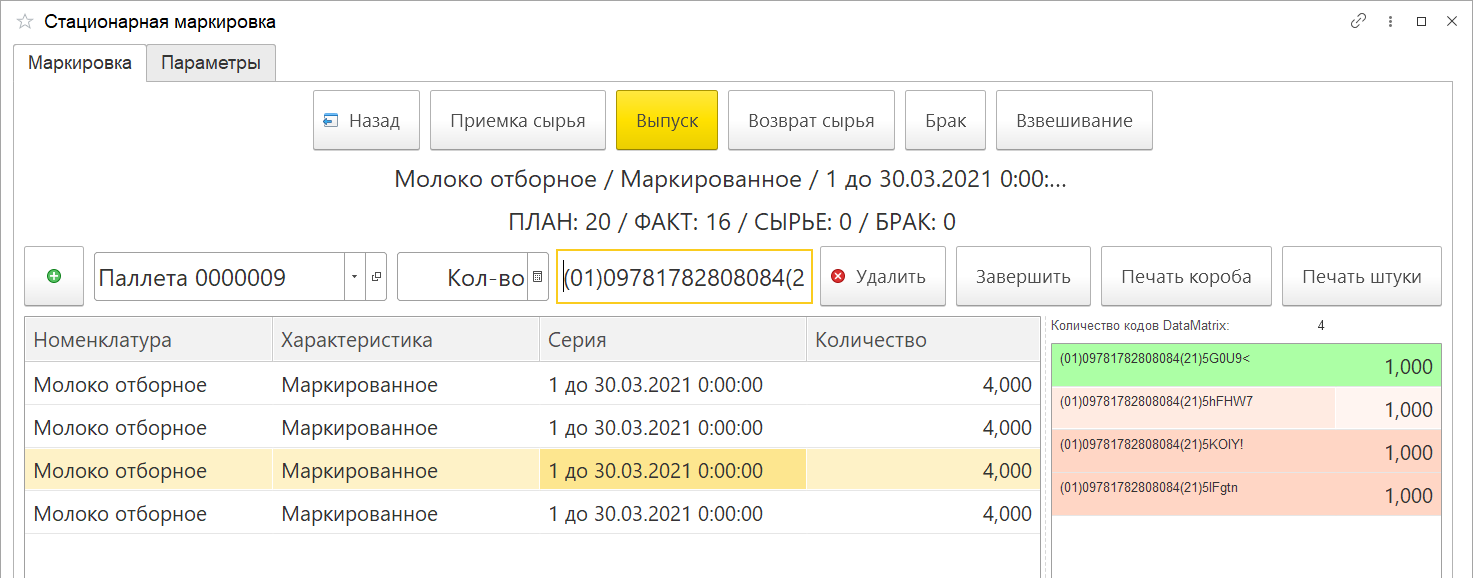 Стационарная маркировка
Маркировка Параметры
Назад Приемка сырья Выпуск Возврат сырья Брак Взвешивание
Молоко отборное / Маркированное / 1 до 30.03.2021 0:00:...
ПЛАН: 20 / ФАКТ: 16 / СЫРЬЕ: 0 / БРАК: 0
Паллета 0000009 Кол-во (01)09781782808084(2 Удалить Завершить Печать короба Печать штуки
Номенклатура Характеристика Серия Количество
Молоко отборное Маркированное 1 до 30.03.2021 0:00:00 4,000
Молоко отборное Маркированное 1 до 30.03.2021 0:00:00 4,000
Молоко отборное Маркированное 1 до 30.03.2021 0:00:00 4,000
Молоко отборное Маркированное 1 до 30.03.2021 0:00:00 4,000
Количество кодов DataMatrix: 4
(01)09781782808084(21)5G0U9< 1,000
(01)09781782808084(21)5hFHW7 1,000
(01)09781782808084(21)5KOIY! 1,000
(01)09781782808084(21)5IFgtn 1,000